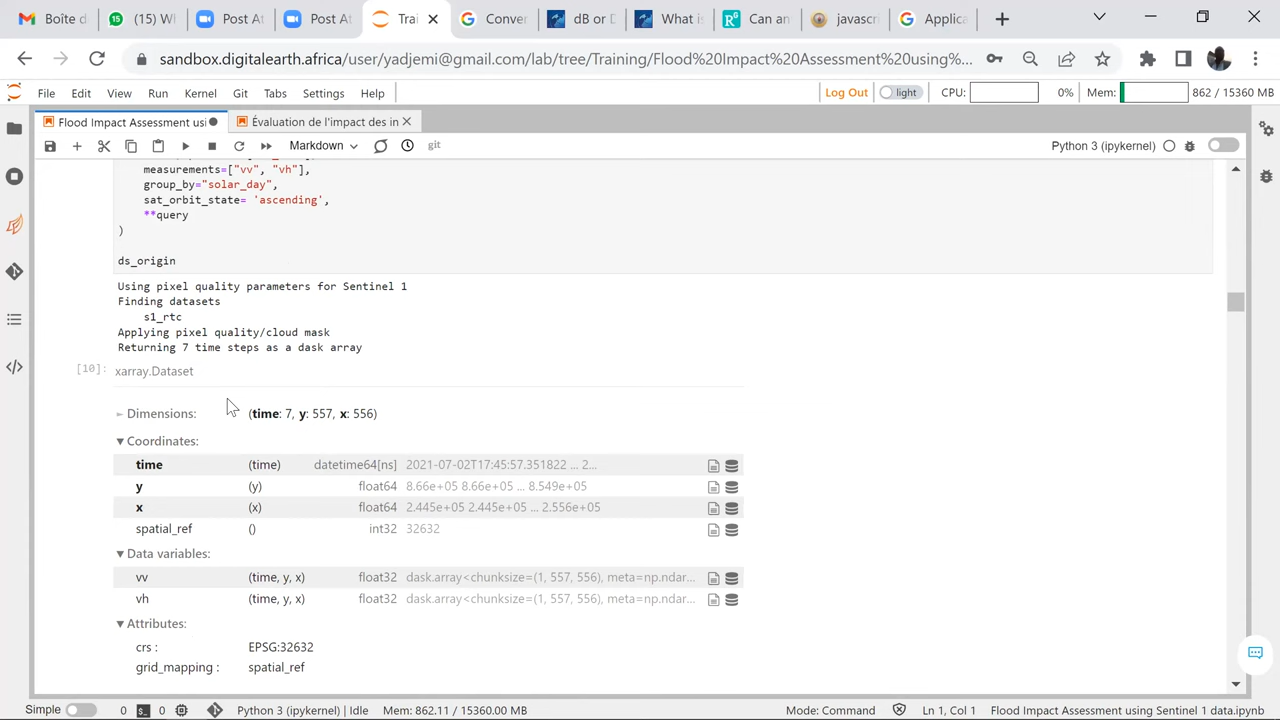 Boîte d
(15) W
Post At
Post At
Trai
Conver
dB or D
What is
Can an
javascri
Applica
sandbox.digitalearth.africa/user/yadjemi@gmail.com/lab/tree/Training/Flood%20Impact%20Assessment%20using%...
File Edit View Run Kernel Git Tabs Settings Help
Log Out light CPU: 0% Mem: 862 / 15360 MB
Flood Impact Assessment usi
Évaluation de l'impact des in
Markdown git Python 3 (ipykernel)
measurements=["vv", "vh"],
group_by="solar_day",
sat_orbit_state= 'ascending',
**query
)
ds_origin
Using pixel quality parameters for Sentinel 1
Finding datasets
s1_rtc
Applying pixel quality/cloud mask
Returning 7 time steps as a dask array
[10]: xarray.Dataset
Dimensions: (time: 7, y: 557, x: 556)
Coordinates:
time (time) datetime64[ns] 2021-07-02T17:45:57.351822 ... 2...
y (y) float64 8.66e+05 8.66e+05 ... 8.549e+05
x (x) float64 2.445e+05 2.445e+05 ... 2.556e+05
spatial_ref () int32 32632
Data variables:
vv (time, y, x) float32 dask.array<chunksize=(1, 557, 556), meta=np.ndar...
vh (time, y, x) float32 dask.array<chunksize=(1, 557, 556), meta=np.ndar...
Attributes:
crs : EPSG:32632
grid_mapping : spatial_ref
Simple 0 s_ 0 Python 3 (ipykernel) | Idle Mem: 862.11 / 15360.00 MB Mode: Command Ln 1, Col 1 Flood Impact Assessment using Sentinel 1 data.ipynb